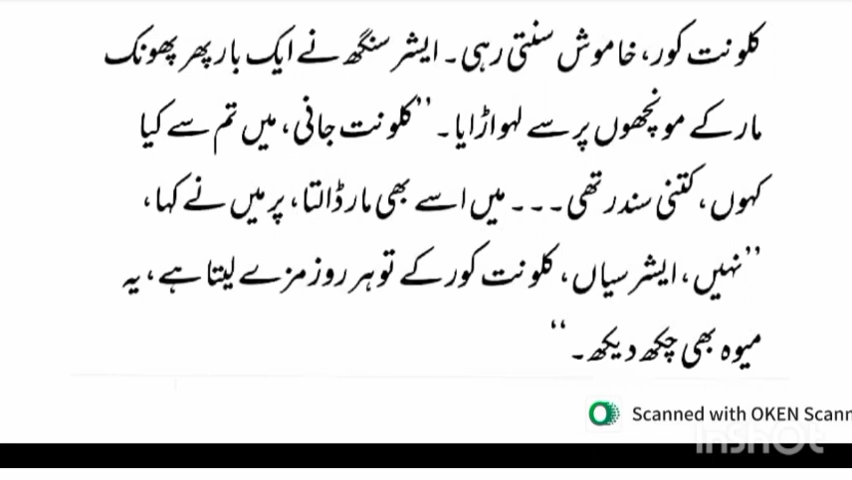 کلونت کور، خاموش سنتی رہی۔ ایشر سنگھ نے ایک بار پھر پھونک
مار کے مونچھوں پر سے لہو اڑایا۔ ’’کلونت جانی، میں تم سے کیا
کہوں، کتنی سندر تھی۔۔۔ میں اسے بھی مار ڈالتا، پر میں نے کہا،
’’نہیں، ایشر سیاں، کلونت کور کے تو ہر روز مزے لیتا ہے، یہ
میوہ بھی چکھ دیکھ۔‘‘
Scanned with OKEN Scann
InShOt